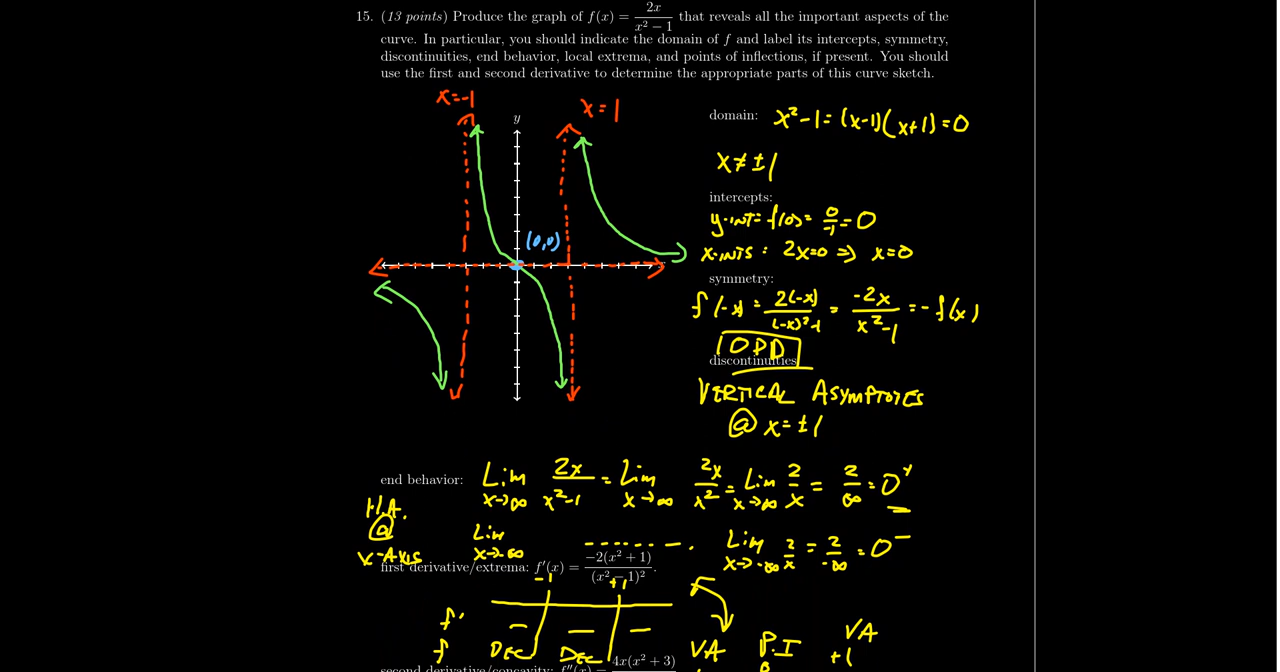 15. (13 points) Produce the graph of f(x) = 2x/(x² − 1) that reveals all the important aspects of the
curve. In particular, you should indicate the domain of f and label its intercepts, symmetry,
discontinuities, end behavior, local extrema, and points of inflections, if present. You should
use the first and second derivative to determine the appropriate parts of this curve sketch.
x=-1
x=1
y
(0,0)
domain: x²-1 = (x-1)(x+1) = 0
x ≠ ±1
intercepts:
y-INT = f(0) = 0/-1 = 0
x-INTS : 2x=0 ⇒ x=0
symmetry:
f(-x) = 2(-x)/((-x)²-1) = -2x/(x²-1) = -f(x)
ODD
discontinuities
VERTICAL ASYMPTOTES
@ x = ±1
end behavior: Lim x→∞ 2x/(x²-1) = Lim x→∞ 2x/x² = Lim x→∞ 2/x = 2/∞ = 0⁺
H.A.
@
x-AXIS
Lim x→-∞ ------- . Lim x→-∞ 2/x = 2/-∞ = 0⁻
first derivative/extrema: f′(x) = −2(x² + 1)/(x² − 1)².
-1 +1
f' − − −
f DEC DEC
VA P.I VA
+1
second derivative/concavity: f″(x) = 4x(x² + 3)